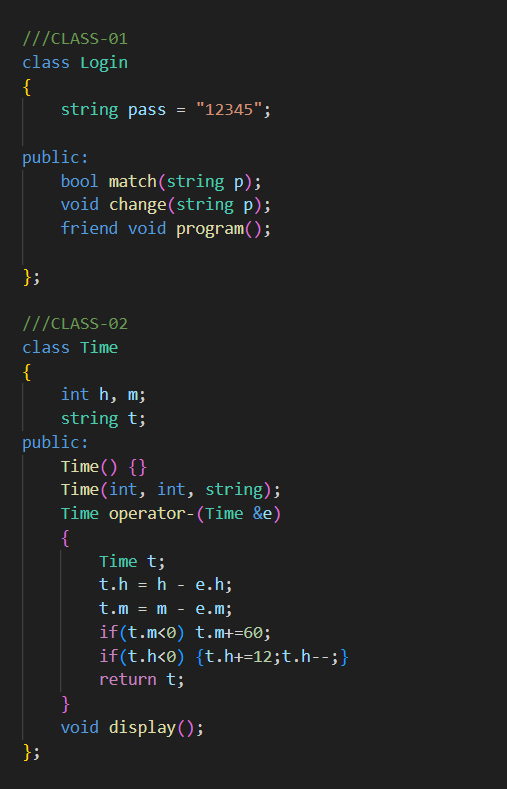 ///CLASS-01
class Login
{
    string pass = "12345";

public:
    bool match(string p);
    void change(string p);
    friend void program();

};

///CLASS-02
class Time
{
    int h, m;
    string t;
public:
    Time() {}
    Time(int, int, string);
    Time operator-(Time &e)
    {
        Time t;
        t.h = h - e.h;
        t.m = m - e.m;
        if(t.m<0) t.m+=60;
        if(t.h<0) {t.h+=12;t.h--;}
        return t;
    }
    void display();
};